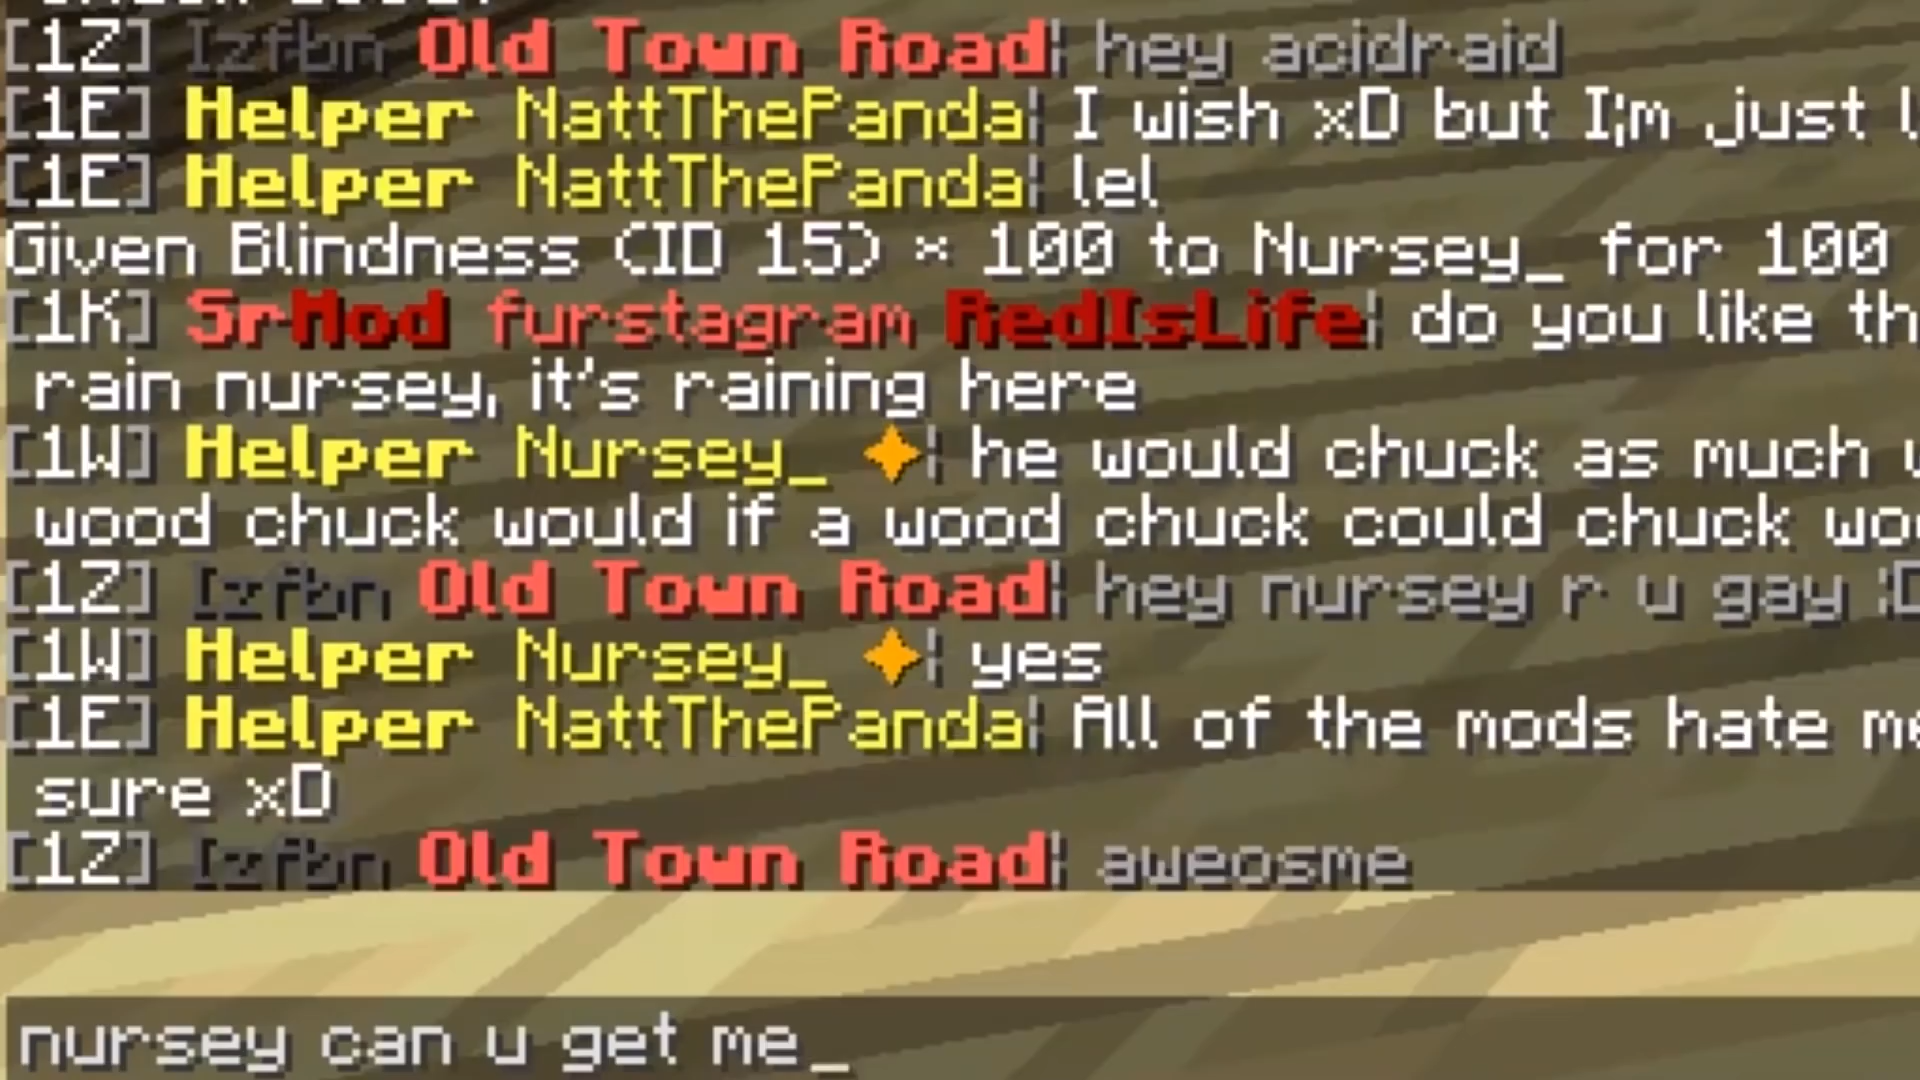 [1Z] Izfbn Old Town Road¦ hey acidraid
[1E] Helper NattThePanda¦ I wish xD but I;m just
[1E] Helper NattThePanda¦ lel
Given Blindness (ID 15) × 100 to Nursey_ for 100
[1K] SrMod furstagram RedIsLife¦ do you like
rain nursey, it's raining here
[1W] Helper Nursey_ ✦¦ he would chuck as much
wood chuck would if a wood chuck could chuck
[1Z] Izfbn Old Town Road¦ hey nursey r u gay :D
[1W] Helper Nursey_ ✦¦ yes
[1E] Helper NattThePanda¦ All of the mods hate
sure xD
[1Z] Izfbn Old Town Road¦ aweosme
nursey can u get me_